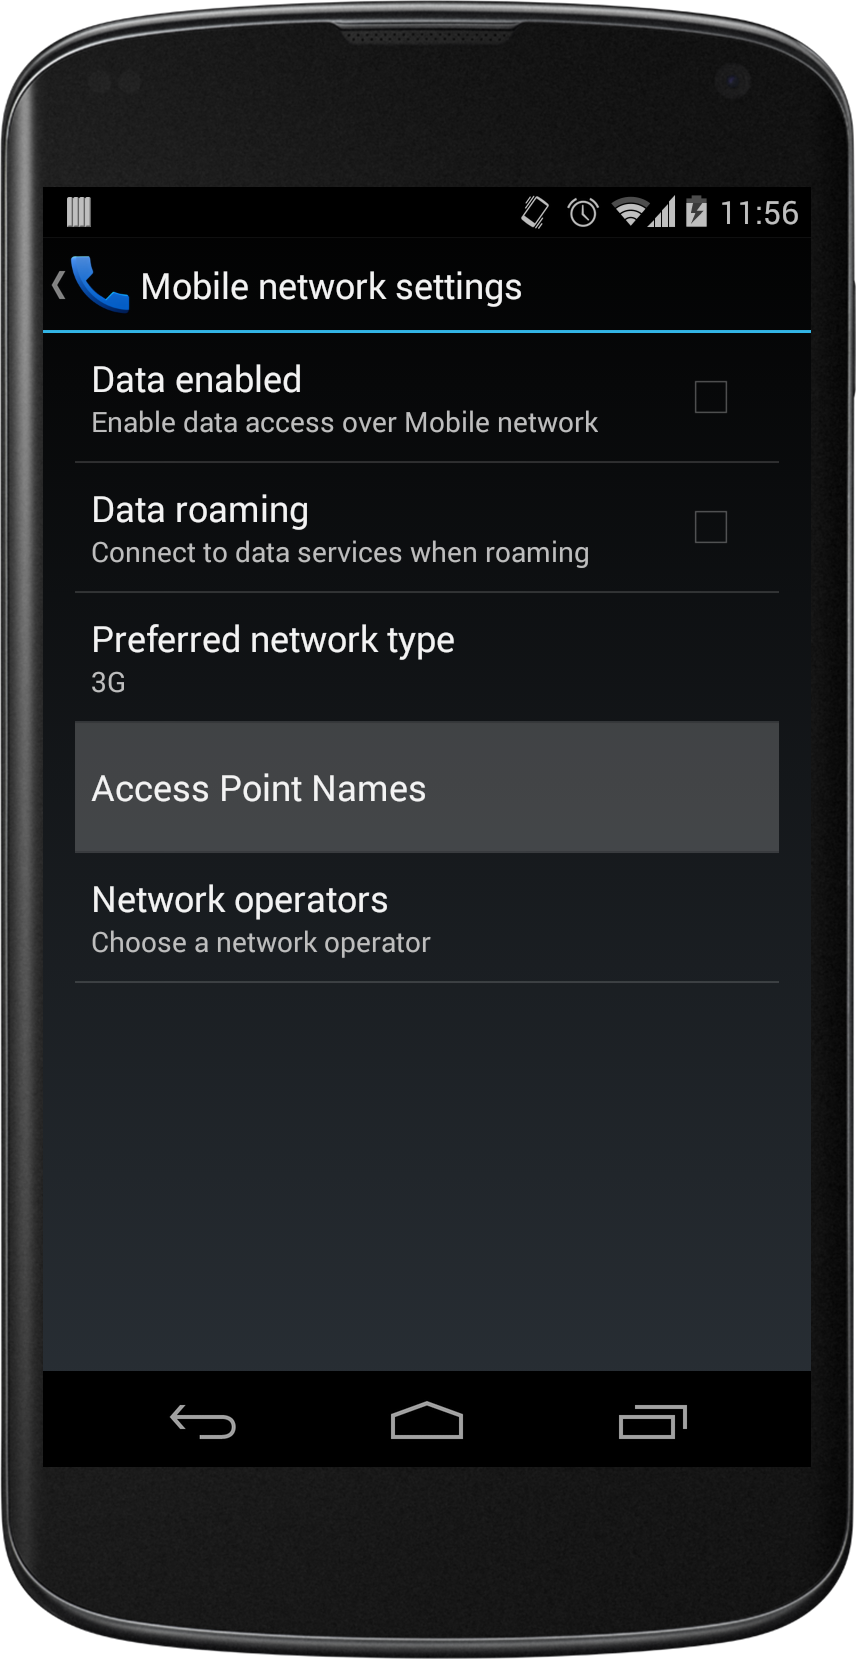 11:56
Mobile network settings
Data enabled
Enable data access over Mobile network
Data roaming
Connect to data services when roaming
Preferred network type
3G
Access Point Names
Network operators
Choose a network operator